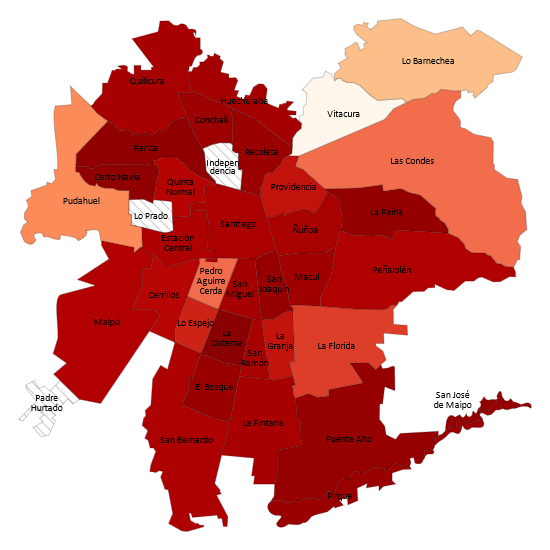 Lo Barnechea
Quilicura
Huechuraba
Vitacura
Conchalí
Renca
Recoleta
Indepen
dencia
Las Condes
Cerro Navia
Quinta
Normal
Providencia
Pudahuel
Lo Prado
La Reina
Santiago
Ñuñoa
Estación
Central
Peñalolen
Pedro
Aguirre
Cerda
Macul
San
Joaquín
San
Miguel
Cerrillos
Maipú
Lo Espejo
La
Cisterna
La
Granja
La Florida
San
Ramón
El Bosque
Padre
Hurtado
San José
de Maipo
La Pintana
San Bernardo
Puente Alto
Pirque